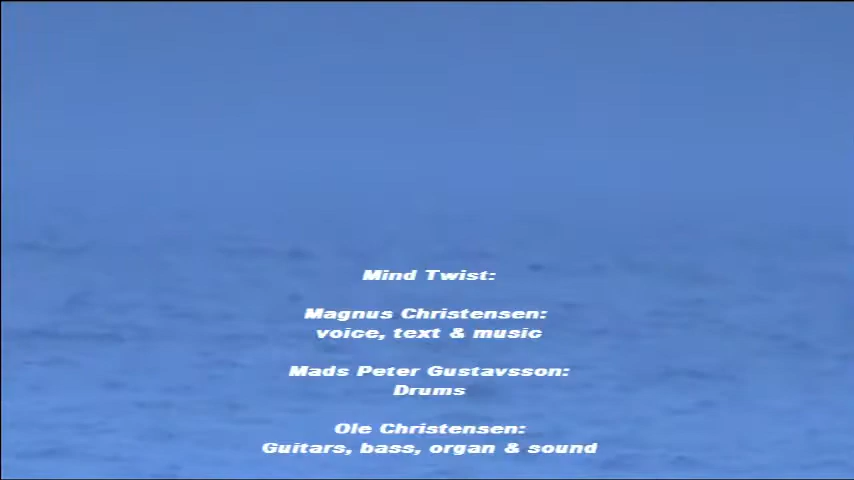 Mind Twist:
Magnus Christensen:
voice, text & music
Mads Peter Gustavsson:
Drums
Ole Christensen:
Guitars, bass, organ & sound